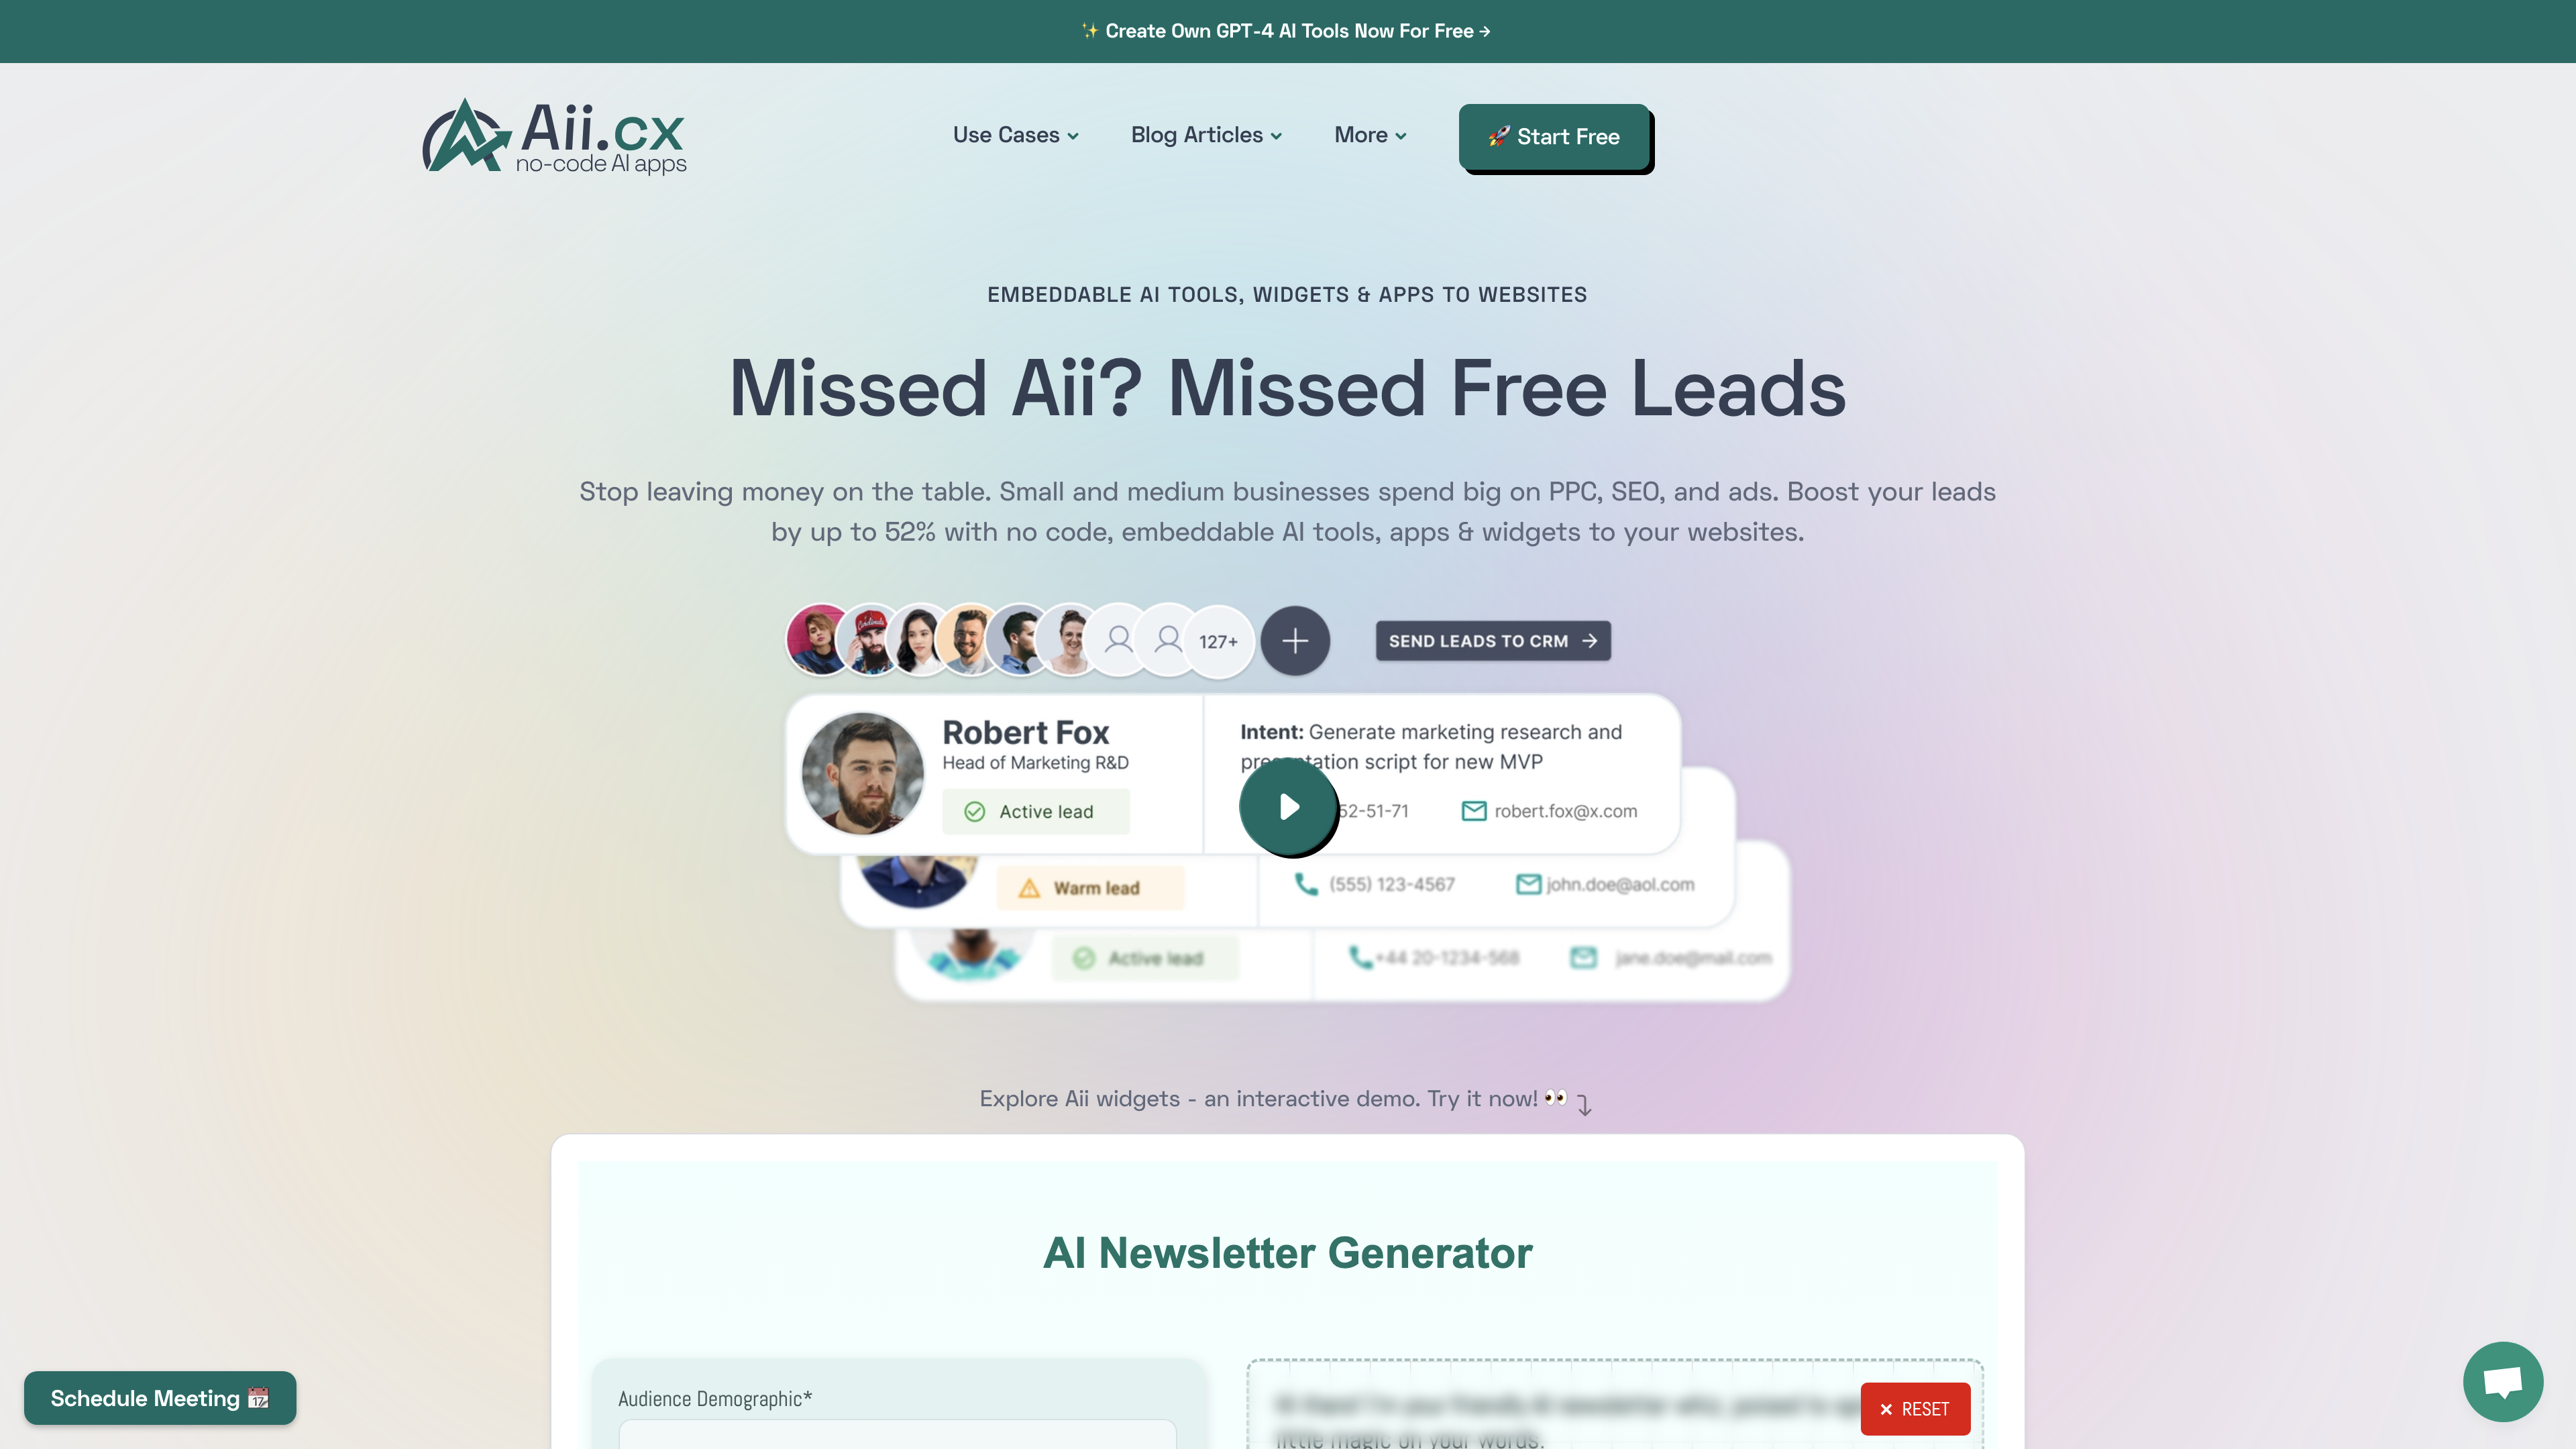 ✨ Create Own GPT-4 AI Tools Now For Free →
Aii.cx
no-code AI apps
Use Cases
Blog Articles
More
🚀 Start Free
EMBEDDABLE AI TOOLS, WIDGETS & APPS TO WEBSITES
Missed Aii? Missed Free Leads
Stop leaving money on the table. Small and medium businesses spend big on PPC, SEO, and ads. Boost your leads
by up to 52% with no code, embeddable AI tools, apps & widgets to your websites.
Cardinals
127+
SEND LEADS TO CRM →
Robert Fox
Head of Marketing R&D
Active lead
Intent: Generate marketing research and
presentation script for new MVP
52-51-71
robert.fox@x.com
Warm lead
(555) 123-4567
john.doe@aol.com
Active lead
+44 20-1234-568
jane.doe@mail.com
Explore Aii widgets - an interactive demo. Try it now! 👀
AI Newsletter Generator
Audience Demographic*
little magic on your words.
× RESET
Schedule Meeting 📆